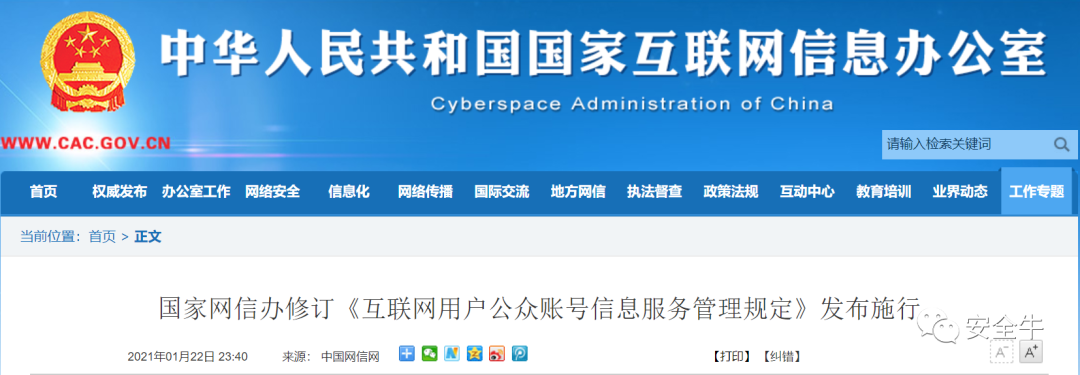 中华人民共和国国家互联网信息办公室
Cyberspace Administration of China
WWW.CAC.GOV.CN
请输入检索关键词
首页 权威发布 办公室工作 网络安全 信息化 网络传播 国际交流 地方网信 执法督查 政策法规 互动中心 教育培训 业界动态 工作专题
当前位置：首页 > 正文
国家网信办修订《互联网用户公众账号信息服务管理规定》发布施行
安全牛
2021年01月22日 23:40 来源： 中国网信网 【打印】【纠错】 A- A+